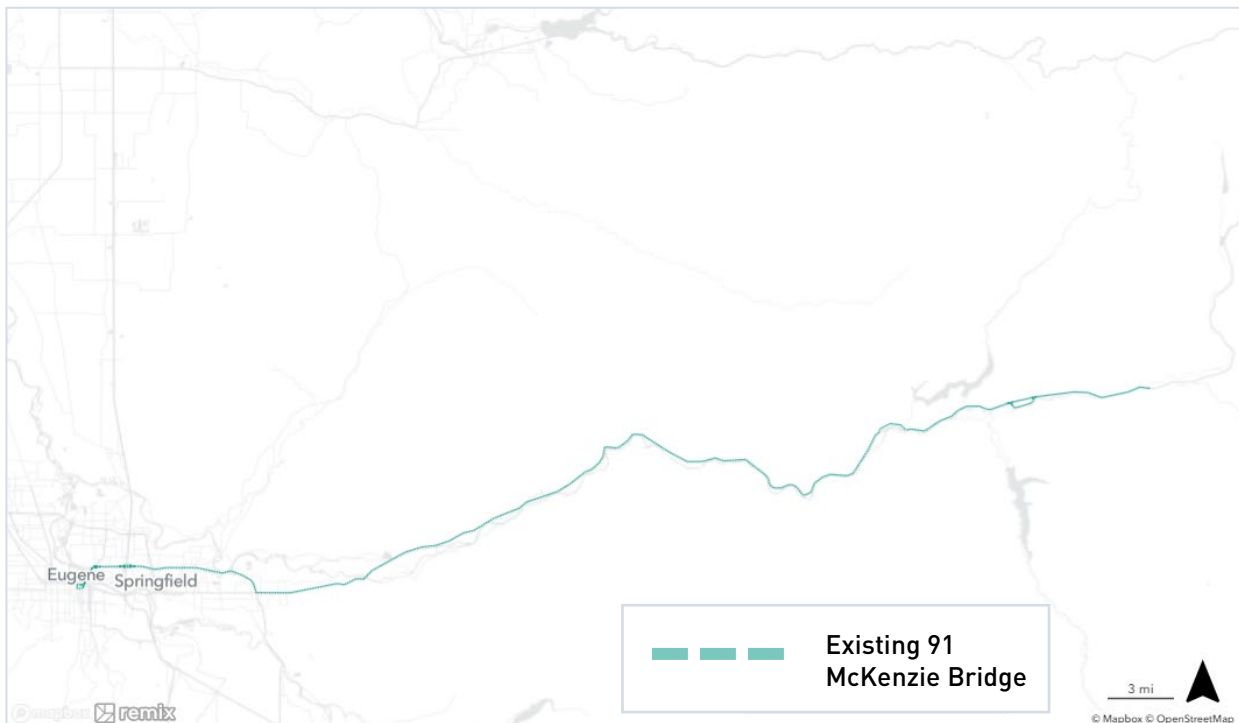 Eugene
Springfield
Existing 91
McKenzie Bridge
3 mi
mapbox remix
© Mapbox © OpenStreetMap